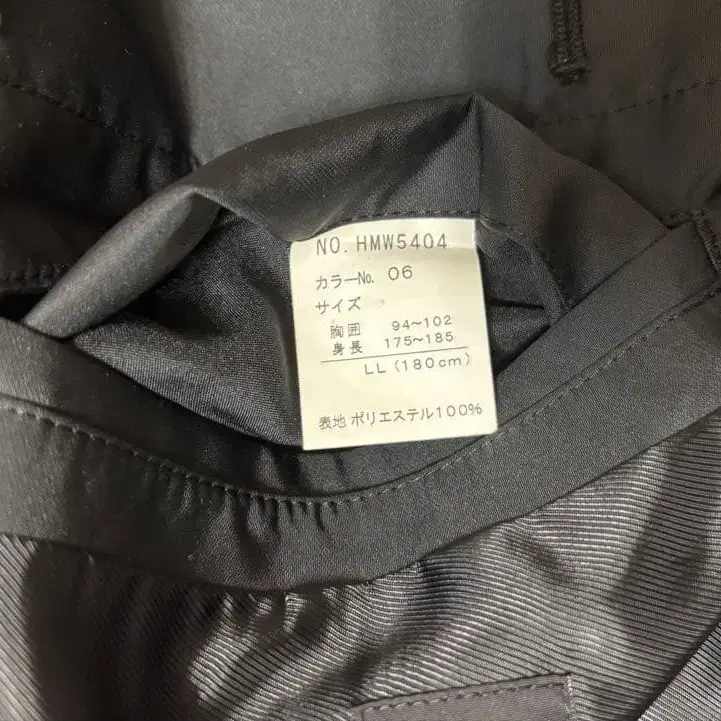 NO. HMW5404
カラーNo. 06
サイズ
胸囲 94~102
身長 175~185
LL (180cm)
表地 ポリエステル100%